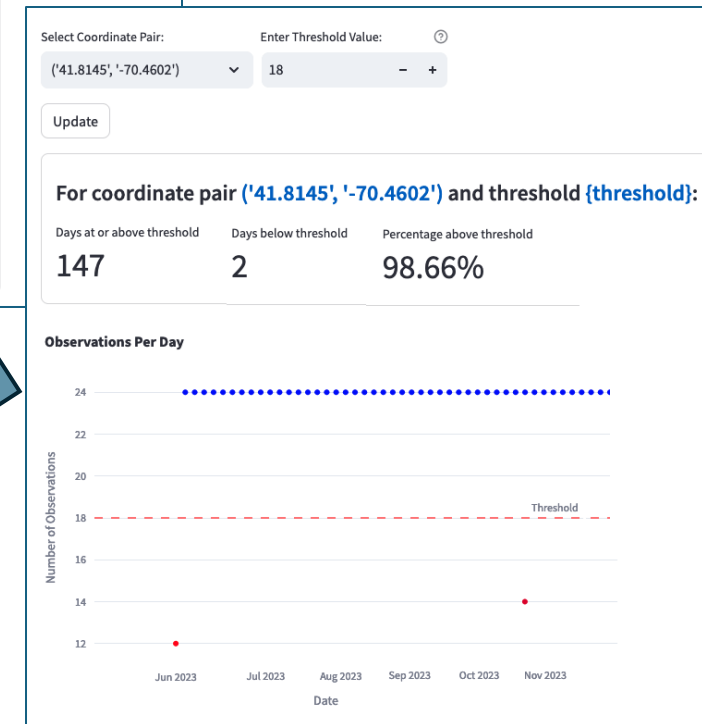 Select Coordinate Pair: Enter Threshold Value:
('41.8145', '-70.4602') 18 − +
Update
For coordinate pair ('41.8145', '-70.4602') and threshold {threshold}:
Days at or above threshold Days below threshold Percentage above threshold
147 2 98.66%
Observations Per Day
24
22
20
Threshold
18
16
14
12
Number of Observations
Jun 2023 Jul 2023 Aug 2023 Sep 2023 Oct 2023 Nov 2023
Date